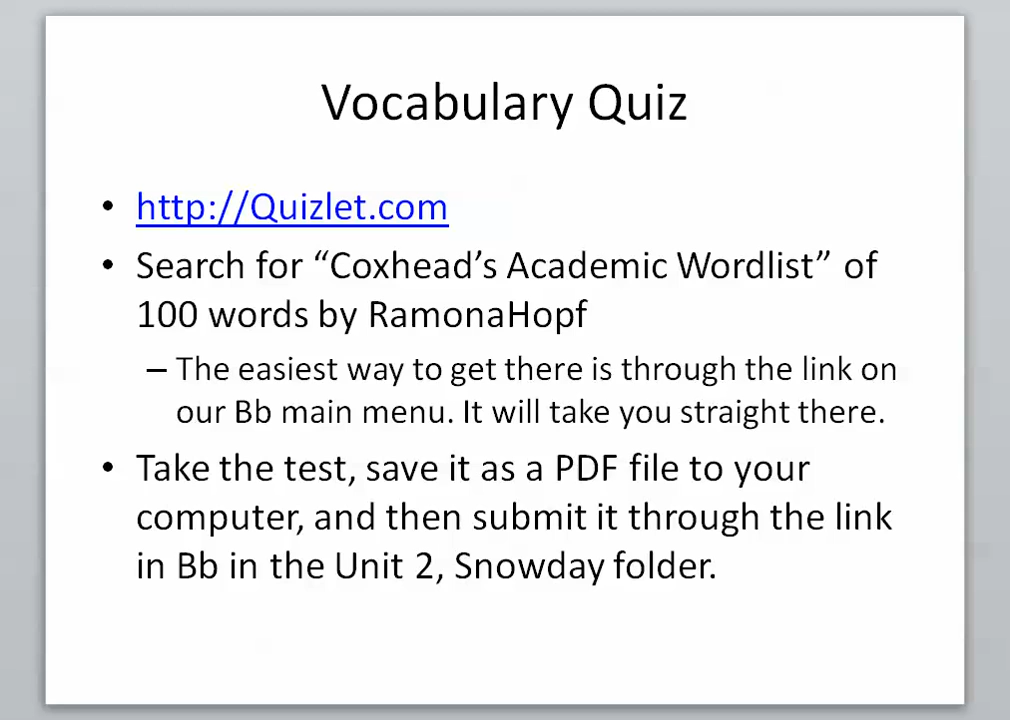 Vocabulary Quiz
• http://Quizlet.com
• Search for “Coxhead’s Academic Wordlist” of
100 words by RamonaHopf
– The easiest way to get there is through the link on
our Bb main menu. It will take you straight there.
• Take the test, save it as a PDF file to your
computer, and then submit it through the link
in Bb in the Unit 2, Snowday folder.